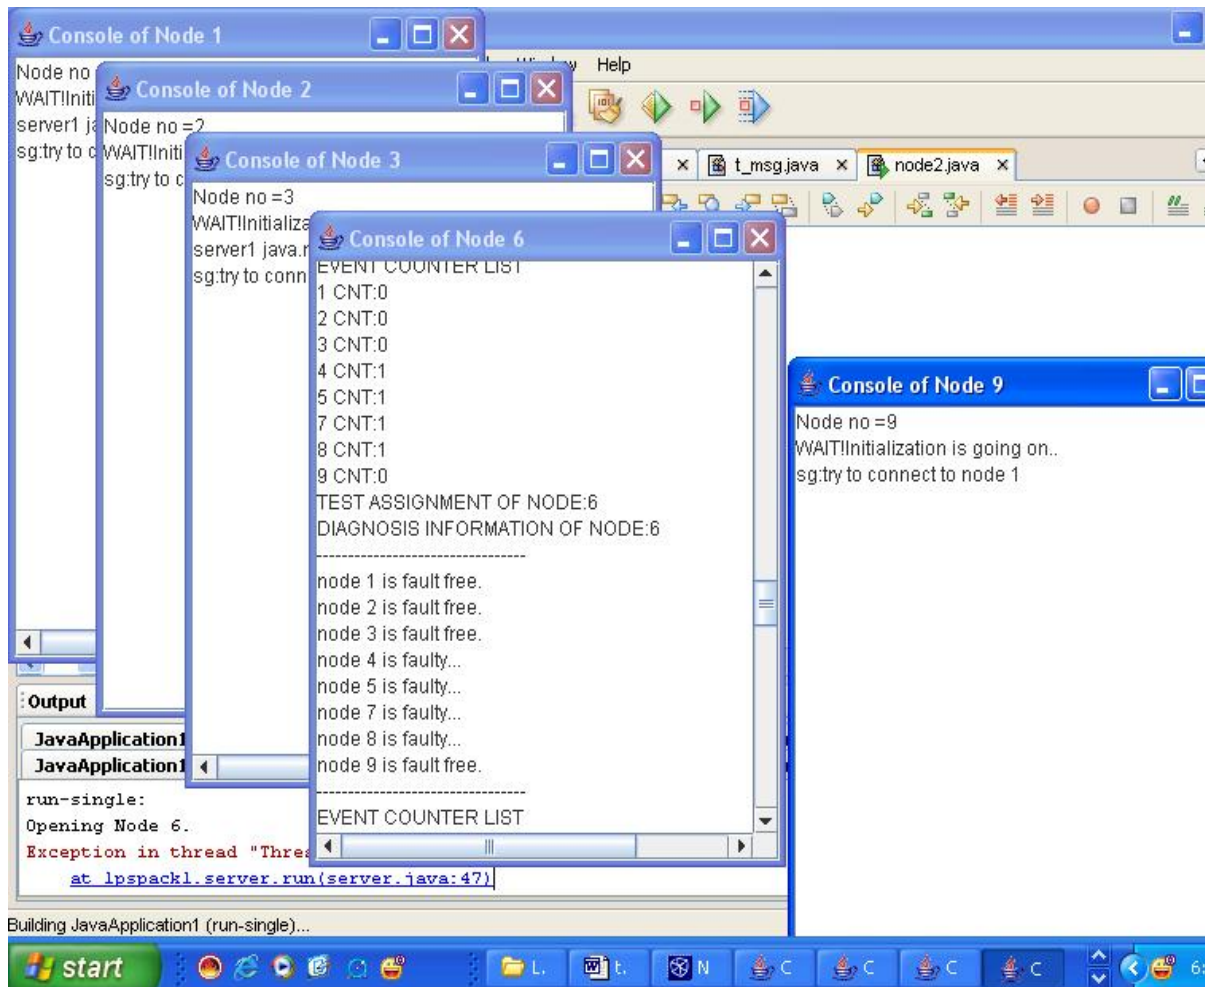 Console of Node 1
Node no
WAIT!Initi
server1 ja
sg:try to c
Console of Node 2
Node no =2
WAIT!Initi
sg:try to c
Console of Node 3
Node no =3
WAIT!Initializa
server1 java.n
sg:try to conn
Help
t_msg.java
node2.java
Console of Node 6
EVENT COUNTER LIST
1 CNT:0
2 CNT:0
3 CNT:0
4 CNT:1
5 CNT:1
7 CNT:1
8 CNT:1
9 CNT:0
TEST ASSIGNMENT OF NODE:6
DIAGNOSIS INFORMATION OF NODE:6
--------------------------------
node 1 is fault free.
node 2 is fault free.
node 3 is fault free.
node 4 is faulty...
node 5 is faulty...
node 7 is faulty...
node 8 is faulty...
node 9 is fault free.
--------------------------------
EVENT COUNTER LIST
Console of Node 9
Node no =9
WAIT!Initialization is going on..
sg:try to connect to node 1
Output
JavaApplication1
JavaApplication1
run-single:
Opening Node 6.
Exception in thread "Threa
at lpspack1.server.run(server.java:47)
Building JavaApplication1 (run-single)...
start
L.
t.
N
C
C
C
C
6: